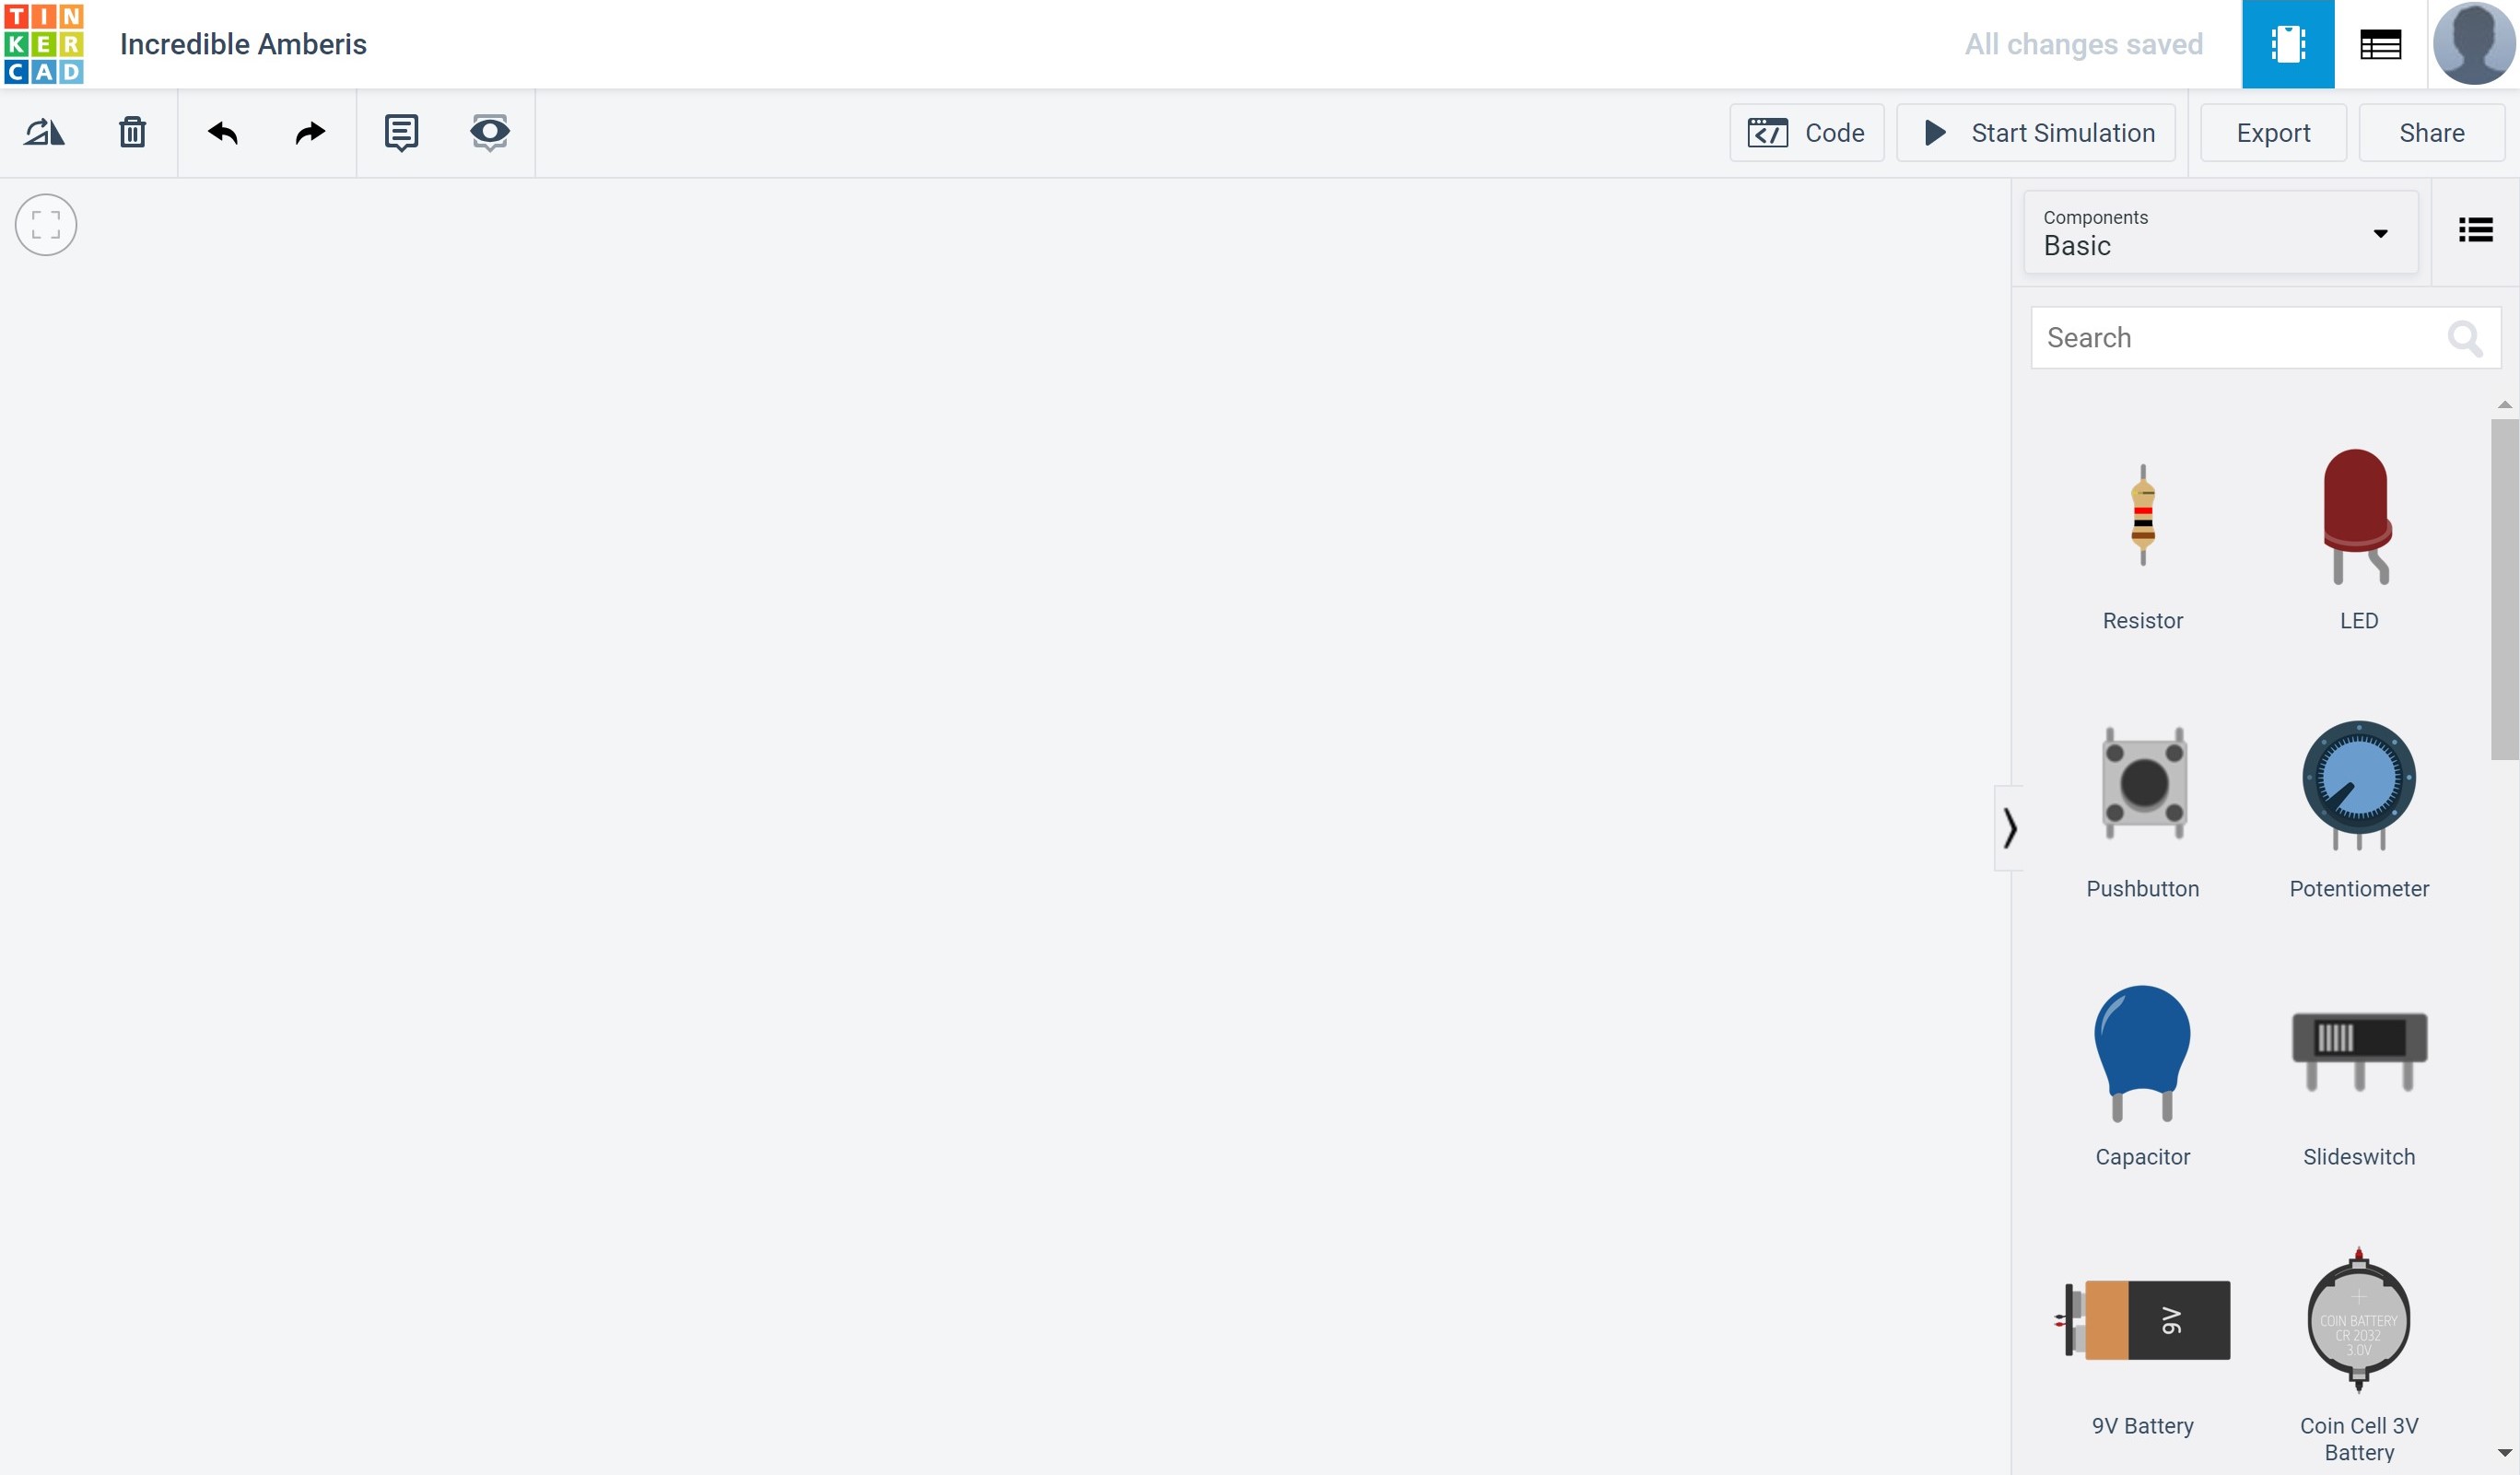 TIN
KER
CAD
Incredible Amberis
All changes saved
Code
Start Simulation
Export
Share
Components
Basic
Search
Resistor
LED
Pushbutton
Potentiometer
Capacitor
Slideswitch
9V
COIN BATTERY
CR 2032
3.0V
9V Battery
Coin Cell 3V
Battery